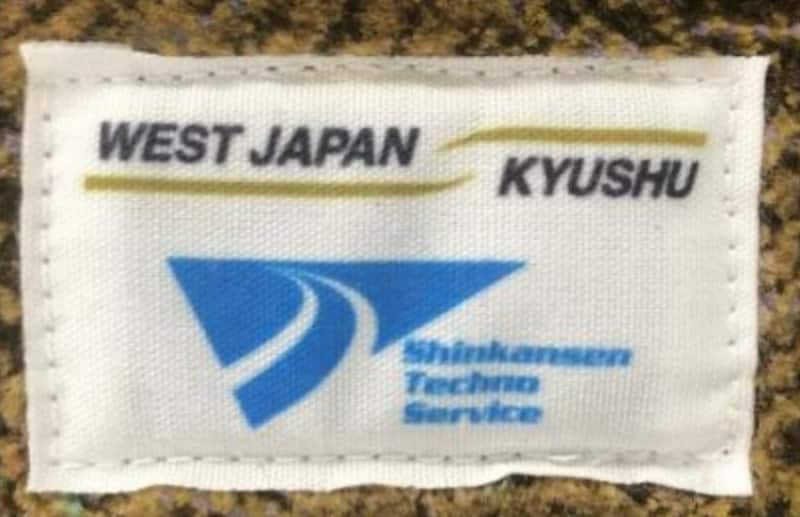 WEST JAPAN
KYUSHU
Shinkansen
Techno
Service